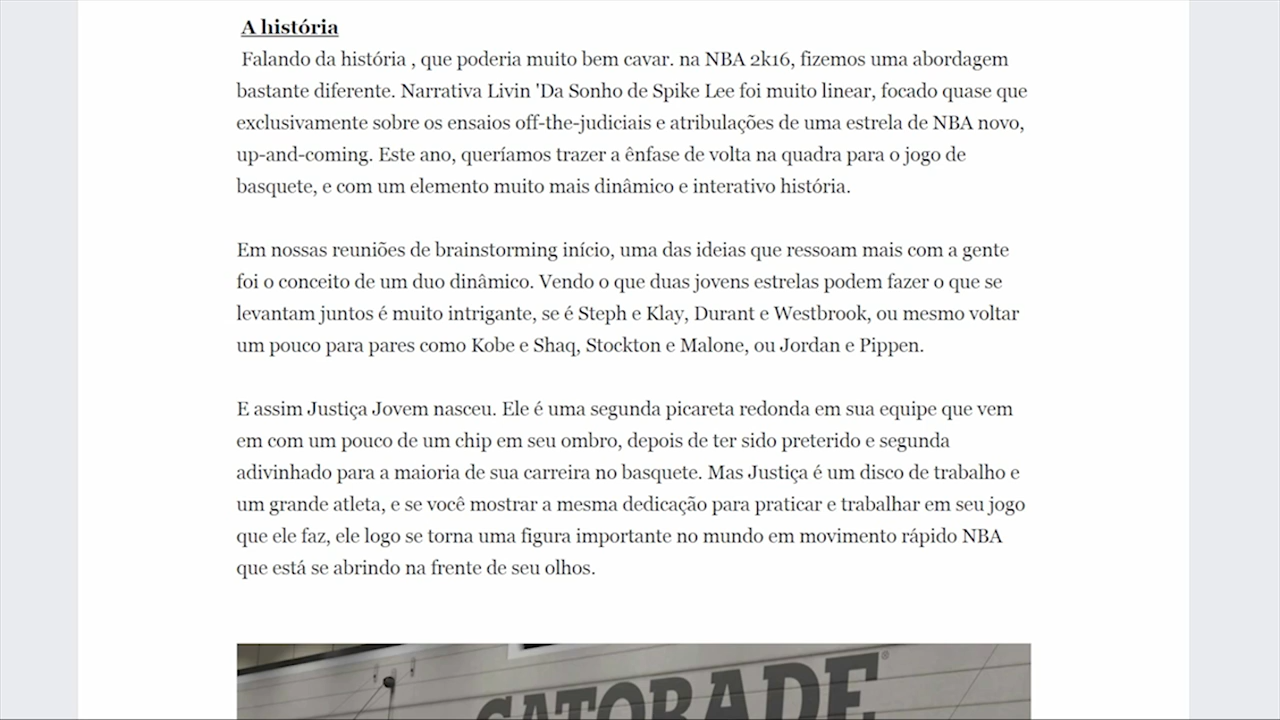 A história
Falando da história , que poderia muito bem cavar. na NBA 2k16, fizemos uma abordagem
bastante diferente. Narrativa Livin 'Da Sonho de Spike Lee foi muito linear, focado quase que
exclusivamente sobre os ensaios off-the-judiciais e atribulações de uma estrela de NBA novo,
up-and-coming. Este ano, queríamos trazer a ênfase de volta na quadra para o jogo de
basquete, e com um elemento muito mais dinâmico e interativo história.
Em nossas reuniões de brainstorming início, uma das ideias que ressoam mais com a gente
foi o conceito de um duo dinâmico. Vendo o que duas jovens estrelas podem fazer o que se
levantam juntos é muito intrigante, se é Steph e Klay, Durant e Westbrook, ou mesmo voltar
um pouco para pares como Kobe e Shaq, Stockton e Malone, ou Jordan e Pippen.
E assim Justiça Jovem nasceu. Ele é uma segunda picareta redonda em sua equipe que vem
em com um pouco de um chip em seu ombro, depois de ter sido preterido e segunda
adivinhado para a maioria de sua carreira no basquete. Mas Justiça é um disco de trabalho e
um grande atleta, e se você mostrar a mesma dedicação para praticar e trabalhar em seu jogo
que ele faz, ele logo se torna uma figura importante no mundo em movimento rápido NBA
que está se abrindo na frente de seu olhos.
GATORADE®